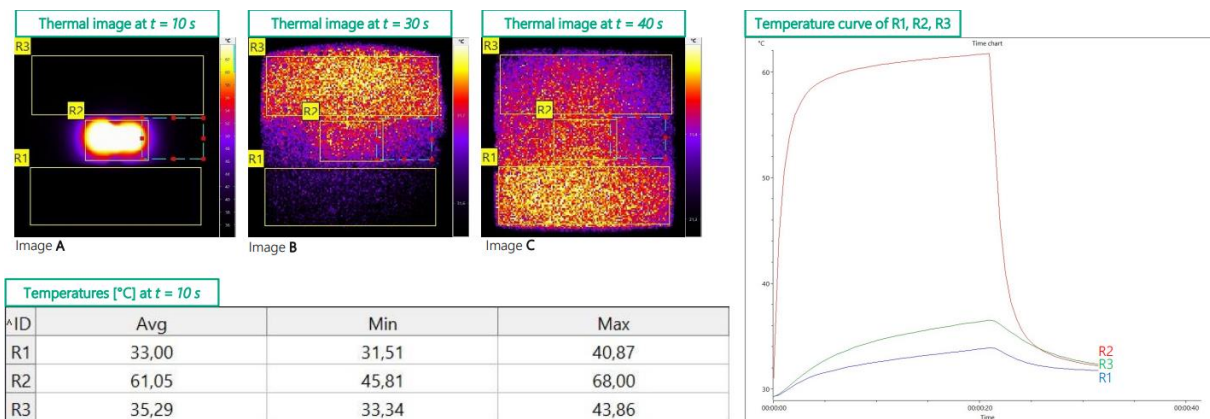 Thermal image at t = 10 s
Thermal image at t = 30 s
Thermal image at t = 40 s
Temperature curve of R1, R2, R3
R3
R2
R1
°C
Image A
R3
R2
R1
°C
Image B
R3
R2
R1
°C
Image C
°C
Time chart
60
50
40
30
R2
R3
R1
00:00:00
00:00:20
00:00:40
Time
Temperatures [°C] at t = 10 s
^ID Avg Min Max
R1 33,00 31,51 40,87
R2 61,05 45,81 68,00
R3 35,29 33,34 43,86